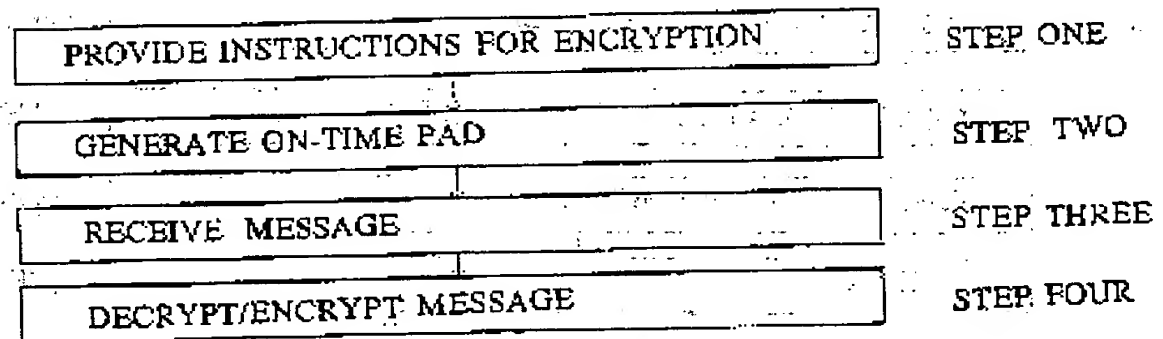 PROVIDE INSTRUCTIONS FOR ENCRYPTION STEP ONE
GENERATE ON-TIME PAD STEP TWO
RECEIVE MESSAGE STEP THREE
DECRYPT/ENCRYPT MESSAGE STEP FOUR